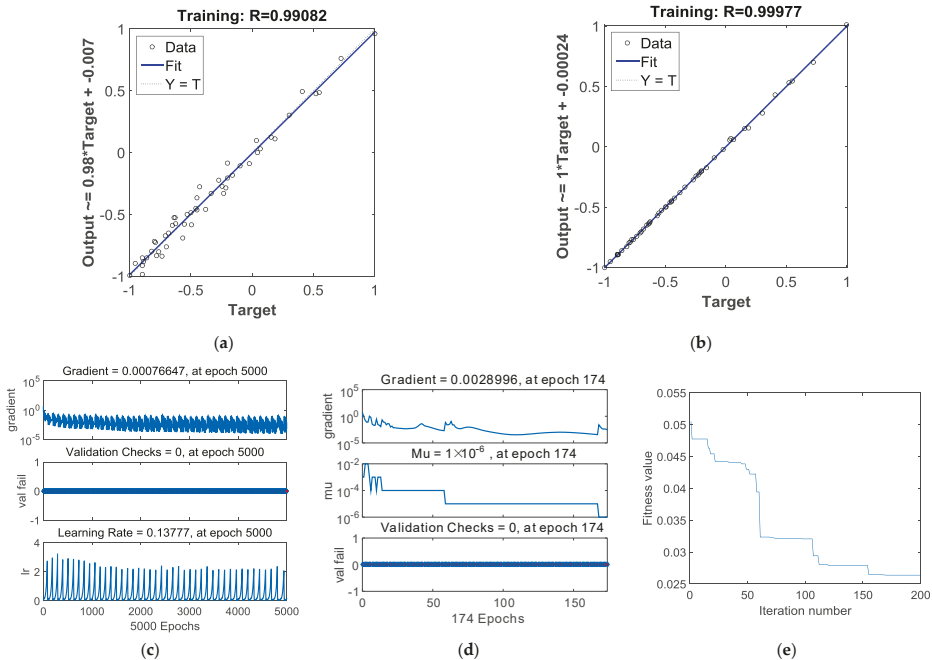 Training: R=0.99082
Output ~= 0.98*Target + -0.007
1
0.5
0
-0.5
-1
Data
Fit
Y = T
-1 -0.5 0 0.5 1
Target
(a)
Training: R=0.99977
Output ~= 1*Target + -0.00024
1
0.5
0
-0.5
-1
Data
Fit
Y = T
-1 -0.5 0 0.5 1
Target
(b)
Gradient = 0.00076647, at epoch 5000
gradient
10^5
10^0
10^-5
Validation Checks = 0, at epoch 5000
val fail
1
0
-1
Learning Rate = 0.13777, at epoch 5000
lr
4
2
0
0 1000 2000 3000 4000 5000
5000 Epochs
(c)
Gradient = 0.0028996, at epoch 174
gradient
10^5
10^0
10^-5
Mu = 1×10^-6 , at epoch 174
mu
10^-2
10^-4
10^-6
Validation Checks = 0, at epoch 174
val fail
1
0
-1
0 50 100 150
174 Epochs
(d)
Fitness value
0.055
0.05
0.045
0.04
0.035
0.03
0.025
0 50 100 150 200
Iteration number
(e)